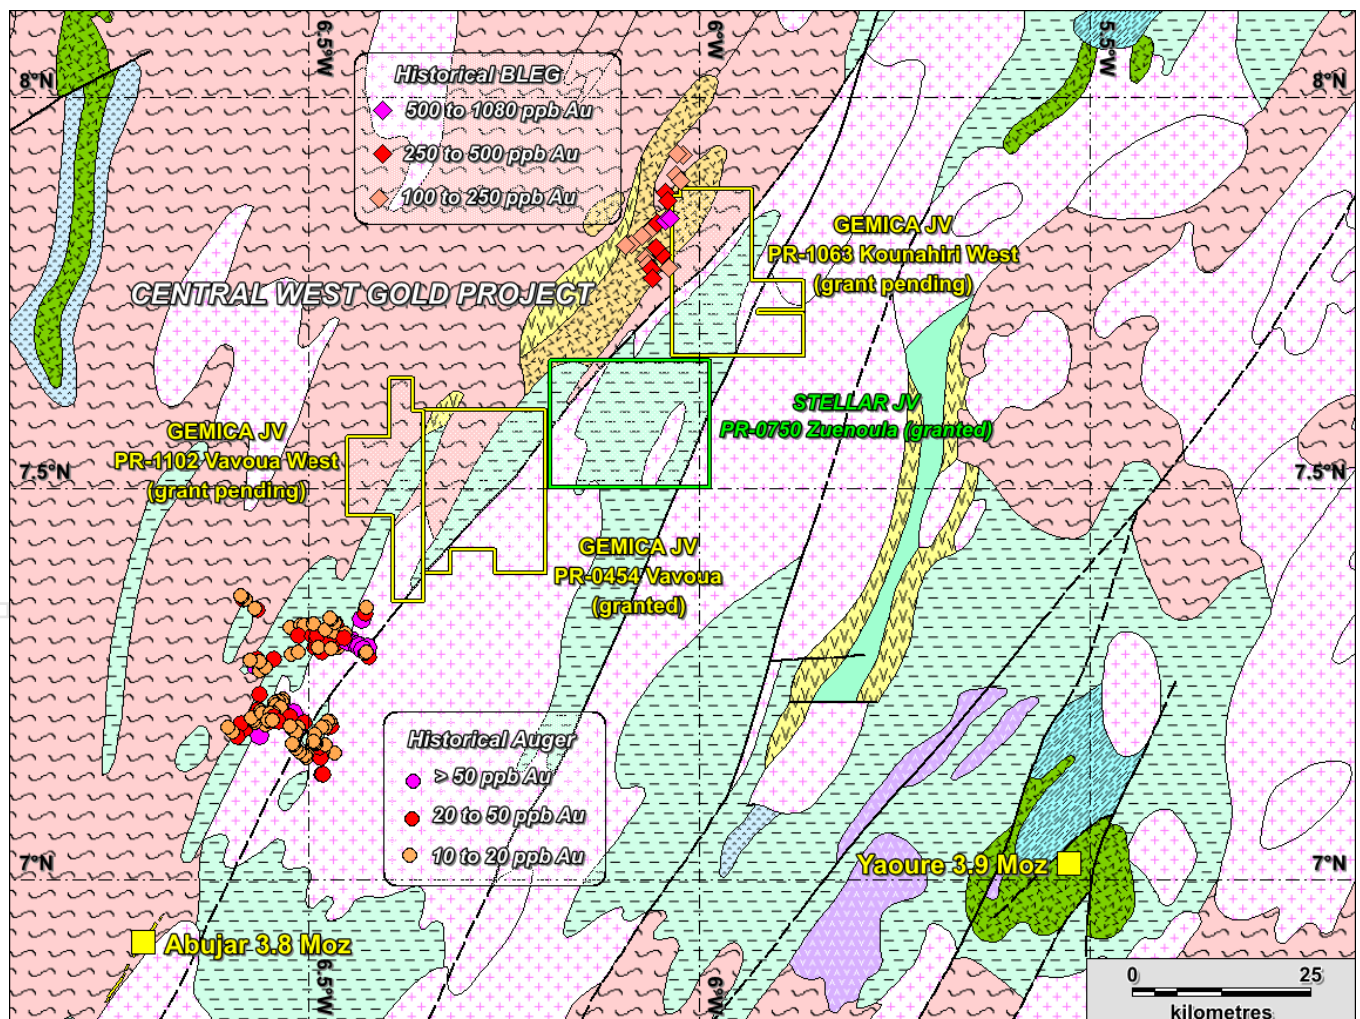 6.5°W
6°W
5.5°W
8°N
8°N
Historical BLEG
500 to 1080 ppb Au
250 to 500 ppb Au
100 to 250 ppb Au
GEMICA JV
PR-1063 Kounahiri West
(grant pending)
CENTRAL WEST GOLD PROJECT
STELLAR JV
PR-0750 Zuenoula (granted)
GEMICA JV
PR-1102 Vavoua West
(grant pending)
7.5°N
7.5°N
GEMICA JV
PR-0454 Vavoua
(granted)
Historical Auger
> 50 ppb Au
20 to 50 ppb Au
10 to 20 ppb Au
7°N
Yaoure 3.9 Moz
7°N
Abujar 3.8 Moz
6.5°W
6°W
0 25
kilometres